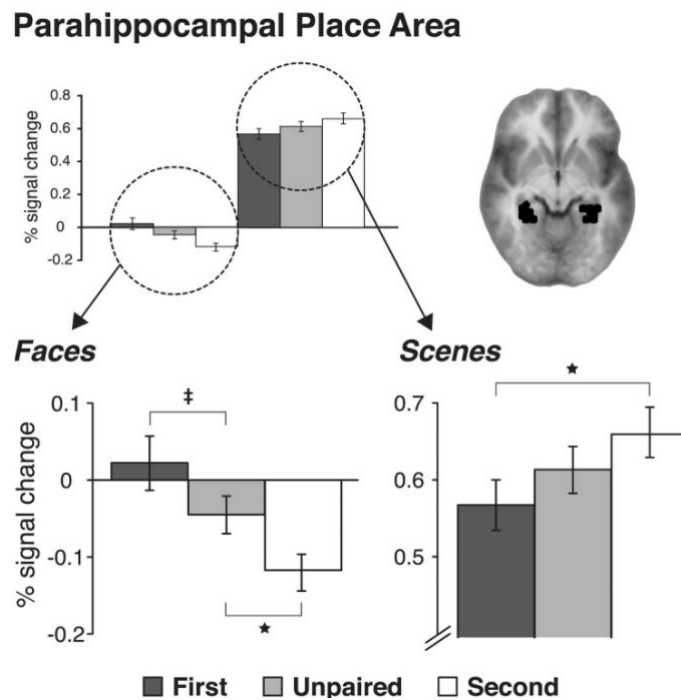 Parahippocampal Place Area
% signal change
0.8
0.6
0.4
0.2
0
-0.2
Faces
Scenes
% signal change
0.1
0
-0.1
-0.2
‡
★
0.7
0.6
0.5
★
First Unpaired Second